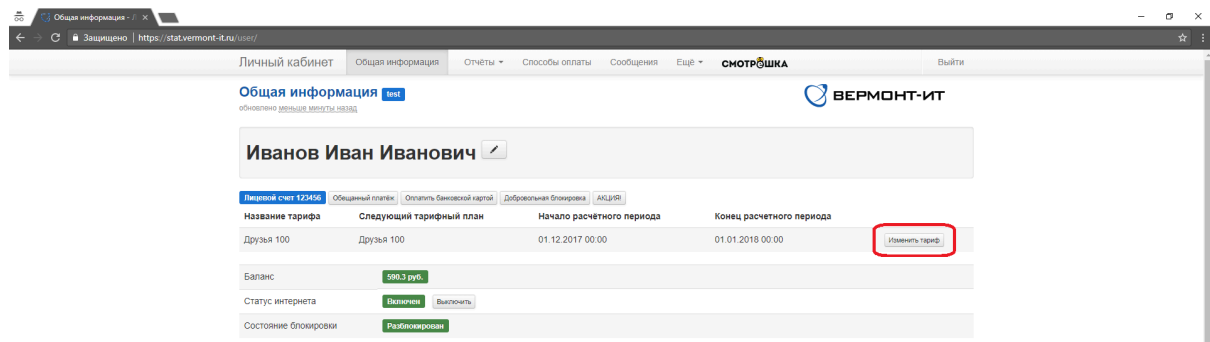 Общая информация - Л
Защищено | https://stat.vermont-it.ru/user/
Личный кабинет Общая информация Отчёты Способы оплаты Сообщения Ещё СМОТРЁШКА Выйти
Общая информация test
обновлено меньше минуты назад
ВЕРМОНТ-ИТ
Иванов Иван Иванович
Лицевой счет 123456 Обещанный платёж Оплатить банковской картой Добровольная блокировка АКЦИЯ!
Название тарифа Следующий тарифный план Начало расчётного периода Конец расчетного периода
Друзья 100 Друзья 100 01.12.2017 00:00 01.01.2018 00:00 Изменить тариф
Баланс 590.3 руб.
Статус интернета Включен Выключить
Состояние блокировки Разблокирован